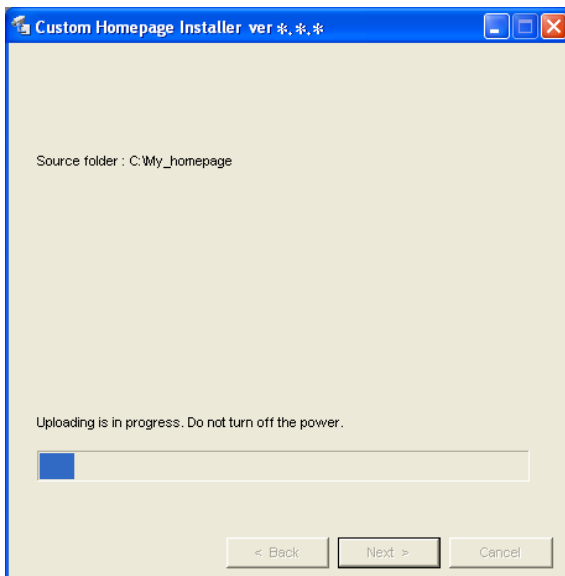 Custom Homepage Installer ver *.*.*
Source folder : C:\My_homepage
Uploading is in progress. Do not turn off the power.
< Back
Next >
Cancel